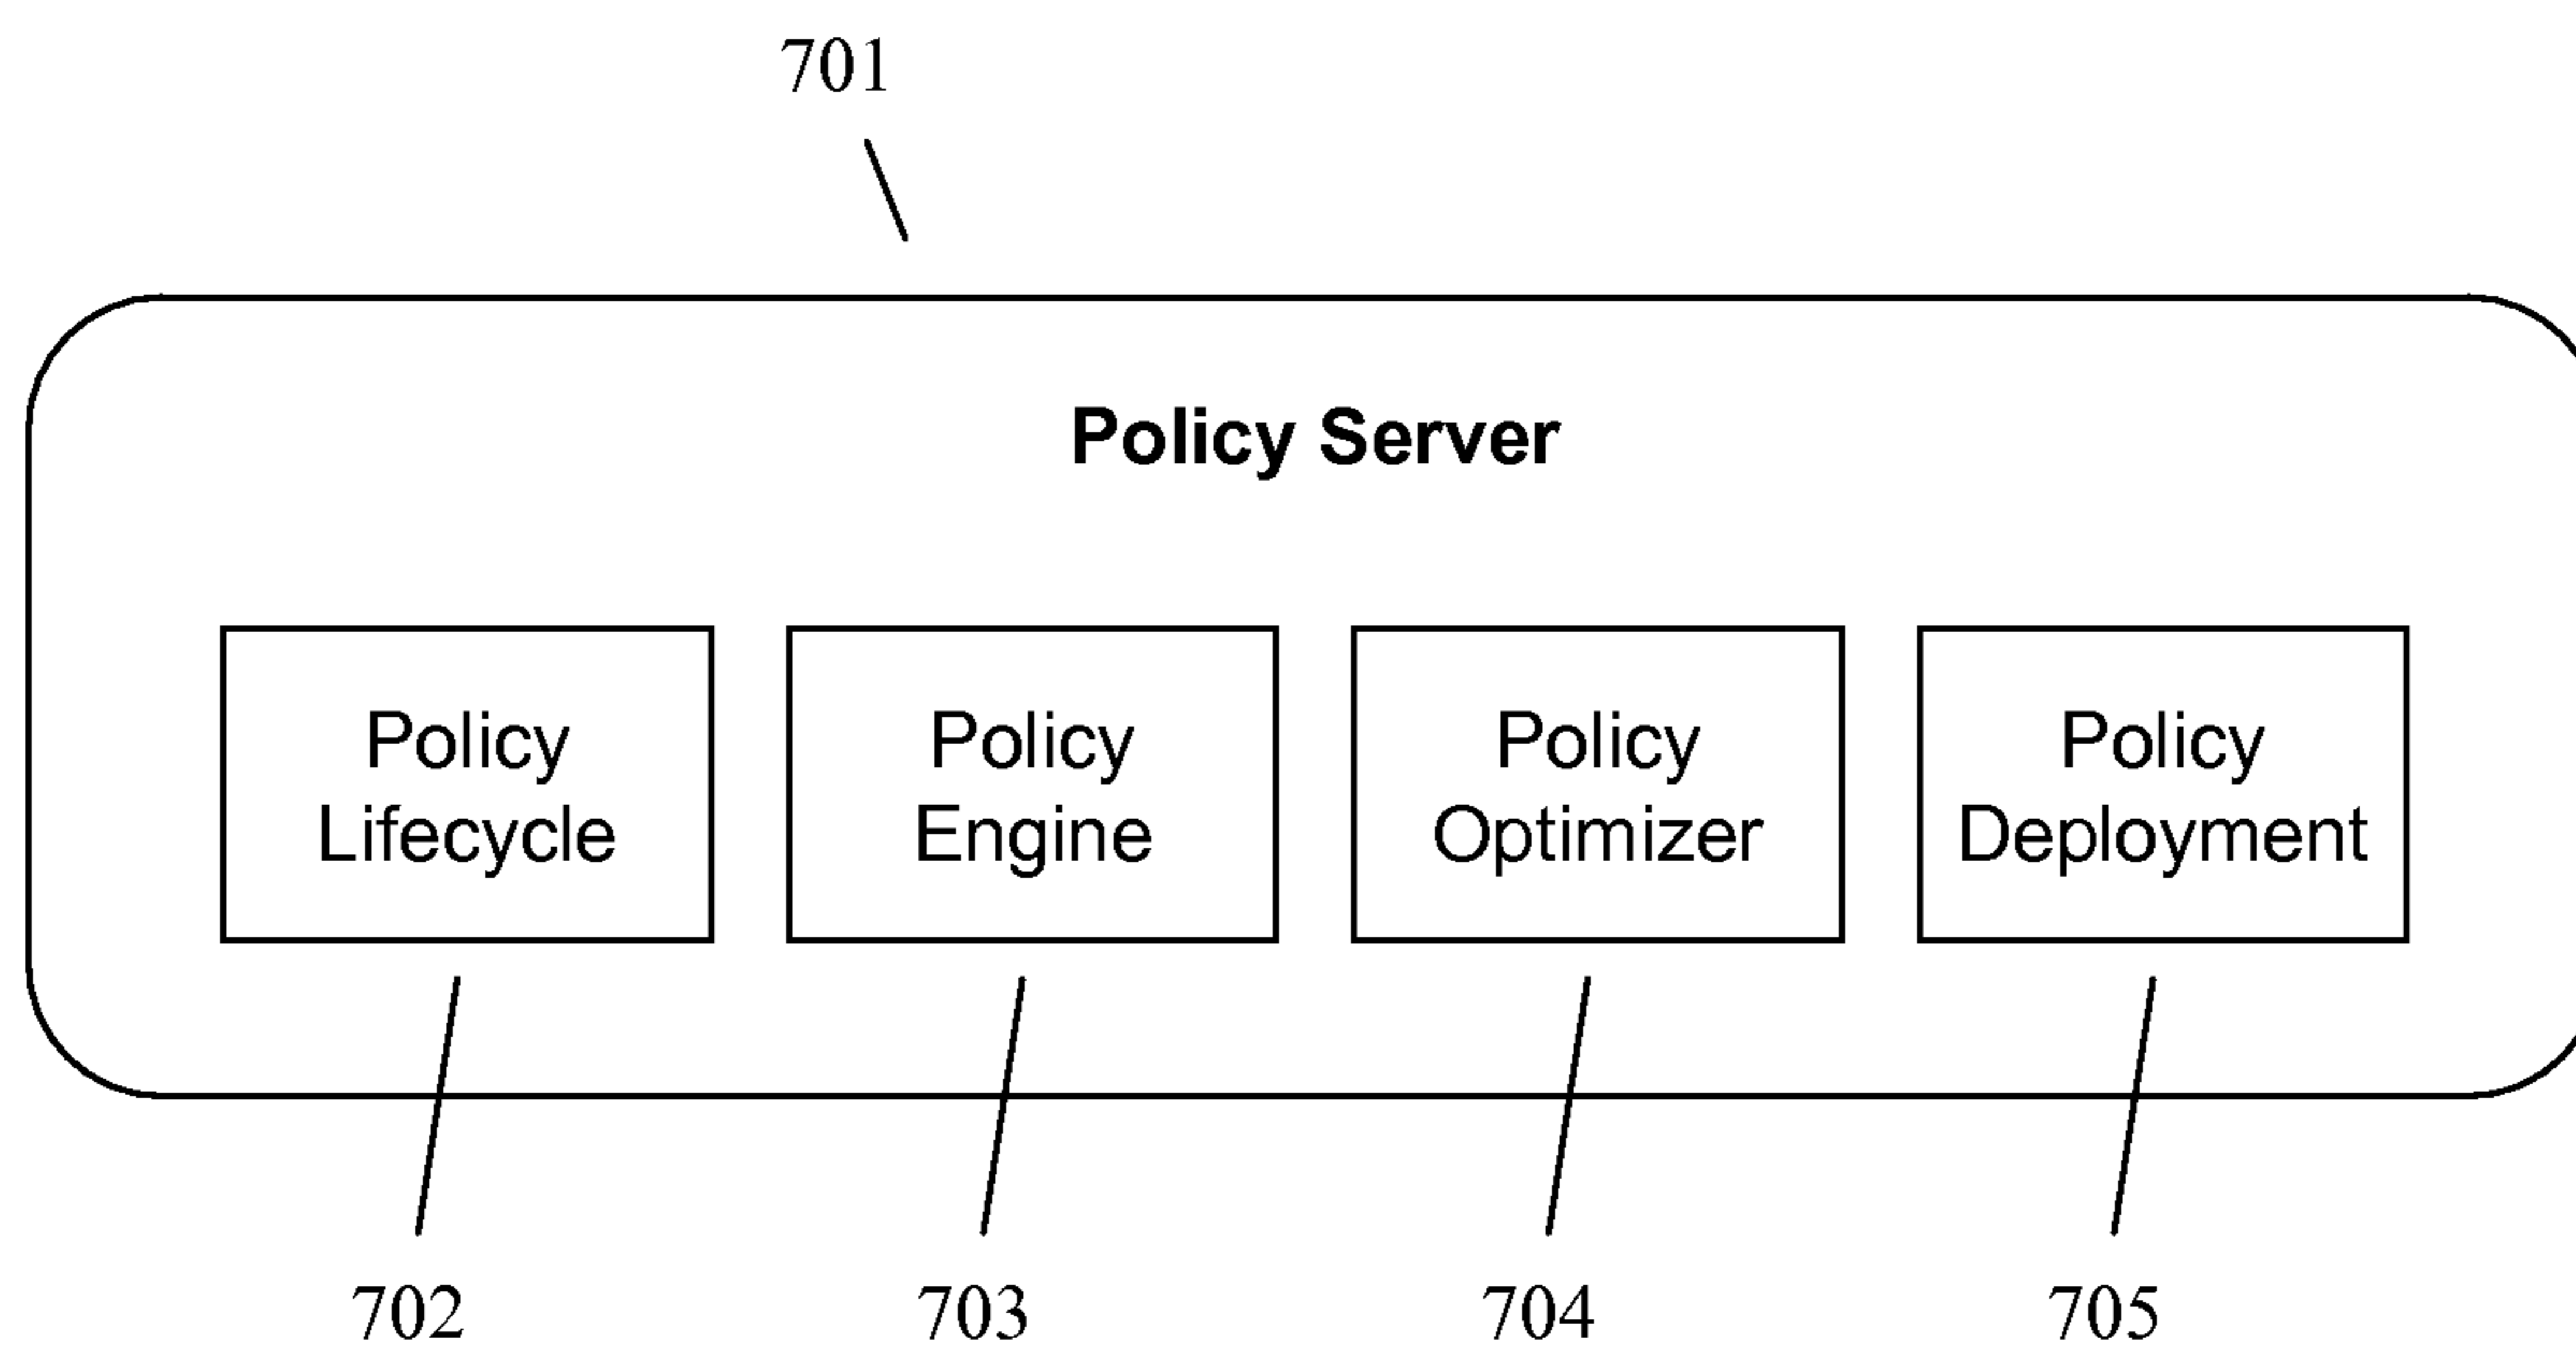 701
Policy Server
Policy
Lifecycle
Policy
Engine
Policy
Optimizer
Policy
Deployment
702
703
704
705